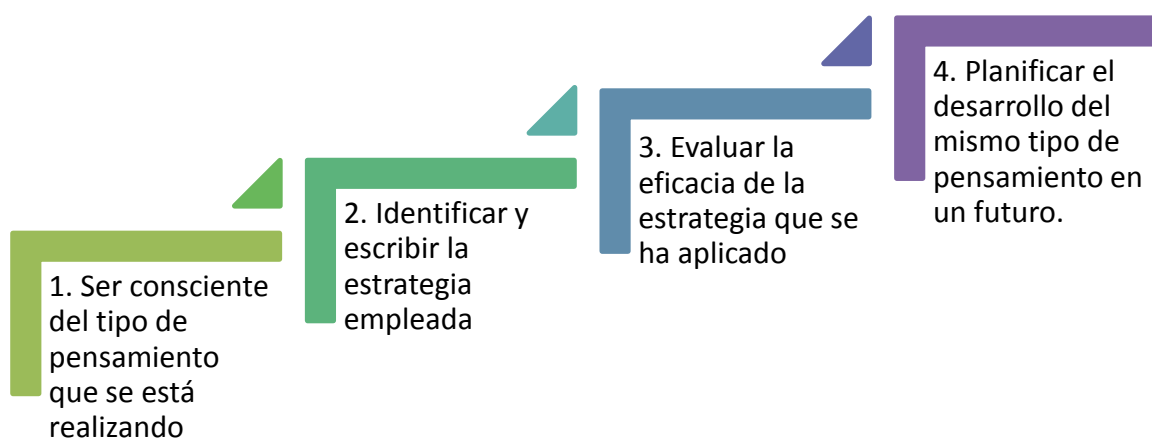 1. Ser consciente
del tipo de
pensamiento
que se está
realizando
2. Identificar y
escribir la
estrategia
empleada
3. Evaluar la
eficacia de la
estrategia que se
ha aplicado
4. Planificar el
desarrollo del
mismo tipo de
pensamiento en
un futuro.